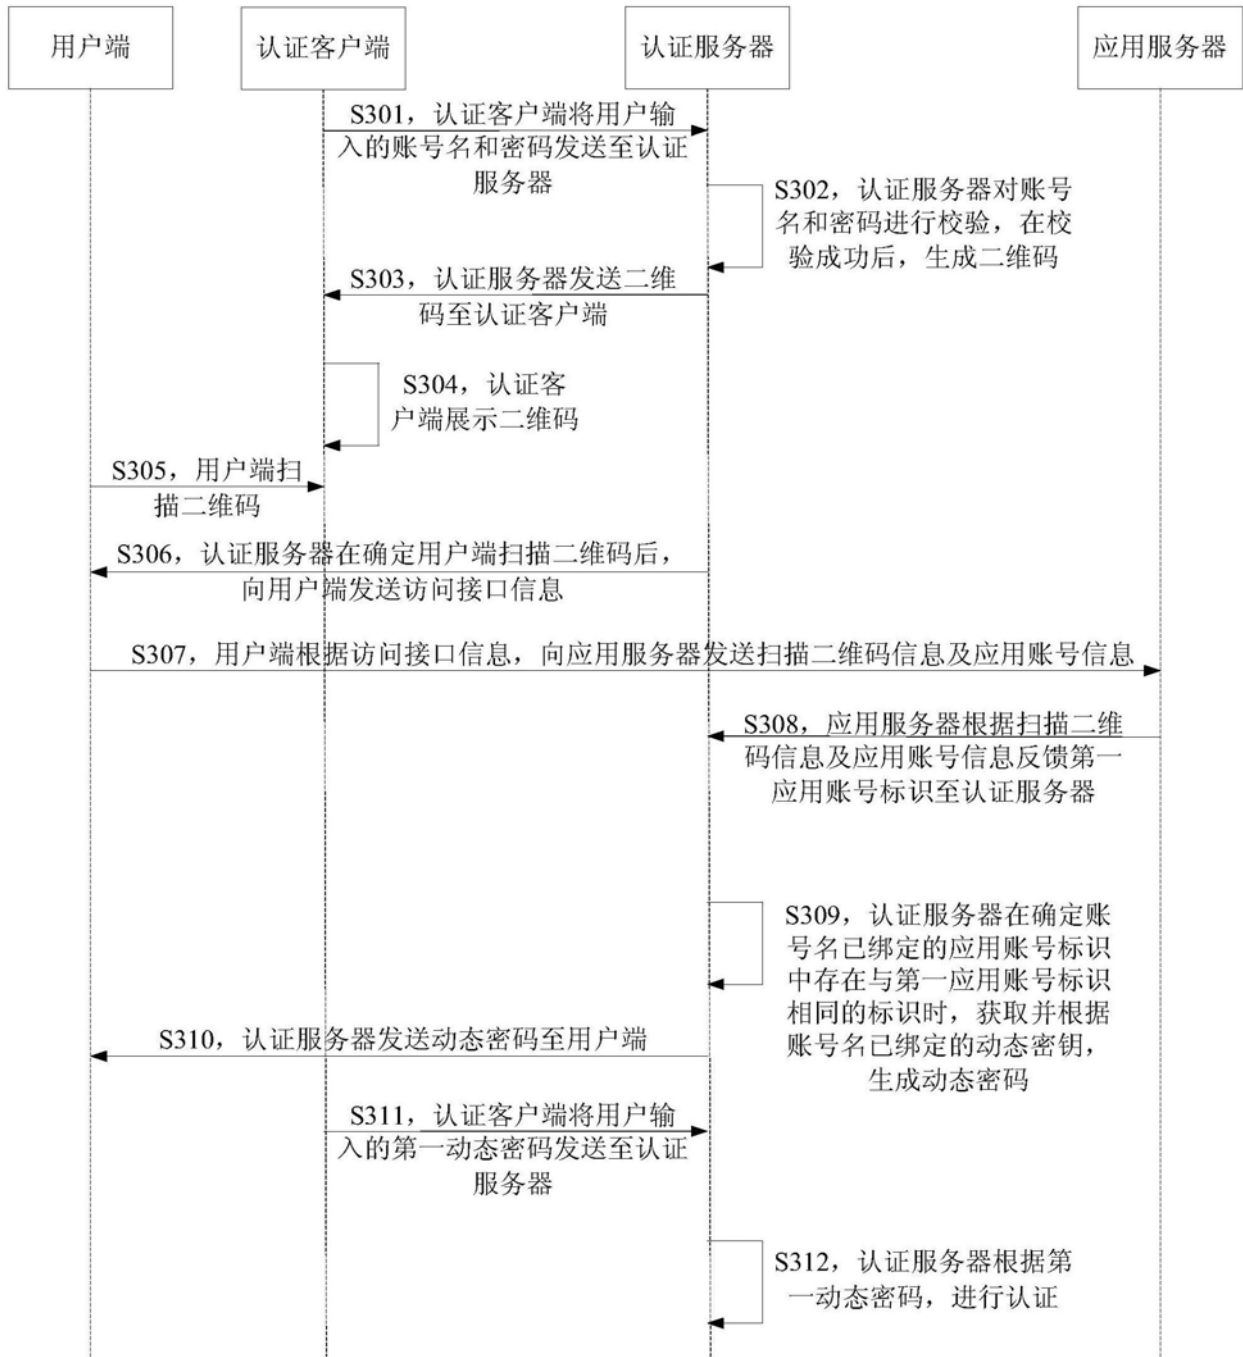 用户端
认证客户端
认证服务器
应用服务器
S301，认证客户端将用户输
入的账号名和密码发送至认证
服务器
S302，认证服务器对账号
名和密码进行校验，在校
验成功后，生成二维码
S303，认证服务器发送二维
码至认证客户端
S304，认证客
户端展示二维码
S305，用户端扫
描二维码
S306，认证服务器在确定用户端扫描二维码后，
向用户端发送访问接口信息
S307，用户端根据访问接口信息，向应用服务器发送扫描二维码信息及应用账号信息
S308，应用服务器根据扫描二维
码信息及应用账号信息反馈第一
应用账号标识至认证服务器
S309，认证服务器在确定账
号名已绑定的应用账号标识
中存在与第一应用账号标识
相同的标识时，获取并根据
账号名已绑定的动态密钥，
生成动态密码
S310，认证服务器发送动态密码至用户端
S311，认证客户端将用户输
入的第一动态密码发送至认证
服务器
S312，认证服务器根据第
一动态密码，进行认证